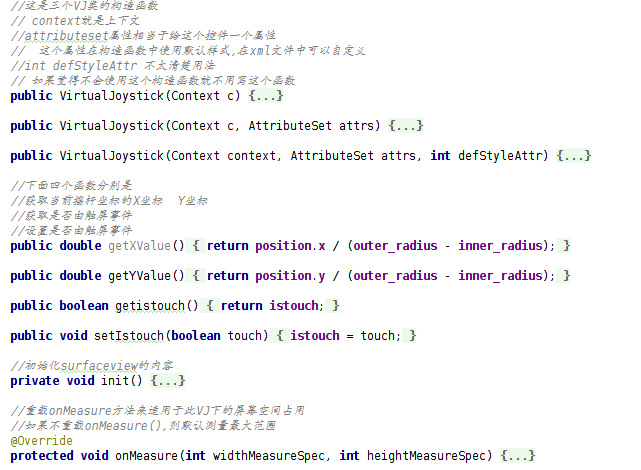 //这是三个VJ类的构造函数
// context就是上下文
//attributeset属性相当于给这个控件一个属性
//  这个属性在构造函数中使用默认样式,在xml文件中可以自定义
//int defStyleAttr 不太清楚用法
// 如果觉得不会使用这个构造函数就不用写这个函数
public VirtualJoystick(Context c) {...}
public VirtualJoystick(Context c, AttributeSet attrs) {...}
public VirtualJoystick(Context context, AttributeSet attrs, int defStyleAttr) {...}
//下面四个函数分别是
//获取当前摇杆坐标的X坐标  Y坐标
//获取是否由触屏事件
//设置是否由触屏事件
public double getXValue() { return position.x / (outer_radius - inner_radius); }
public double getYValue() { return position.y / (outer_radius - inner_radius); }
public boolean getistouch() { return istouch; }
public void setIstouch(boolean touch) { istouch = touch; }
//初始化surfaceview的内容
private void init() {...}
//重载onMeasure方法来适用于此VJ下的屏幕空间占用
//如果不重载onMeasure(),则默认测量最大范围
@Override
protected void onMeasure(int widthMeasureSpec, int heightMeasureSpec) {...}